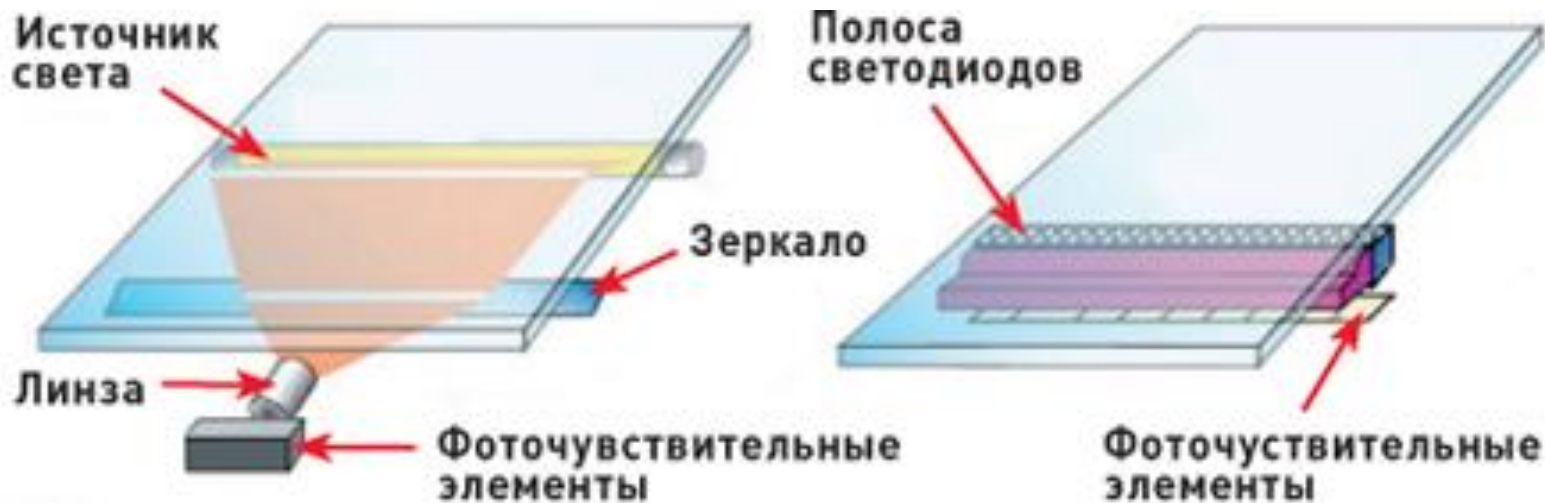 Источник
света
Зеркало
Линза
Фоточувствительные
элементы
Полоса
светодиодов
Фоточуствительные
элементы